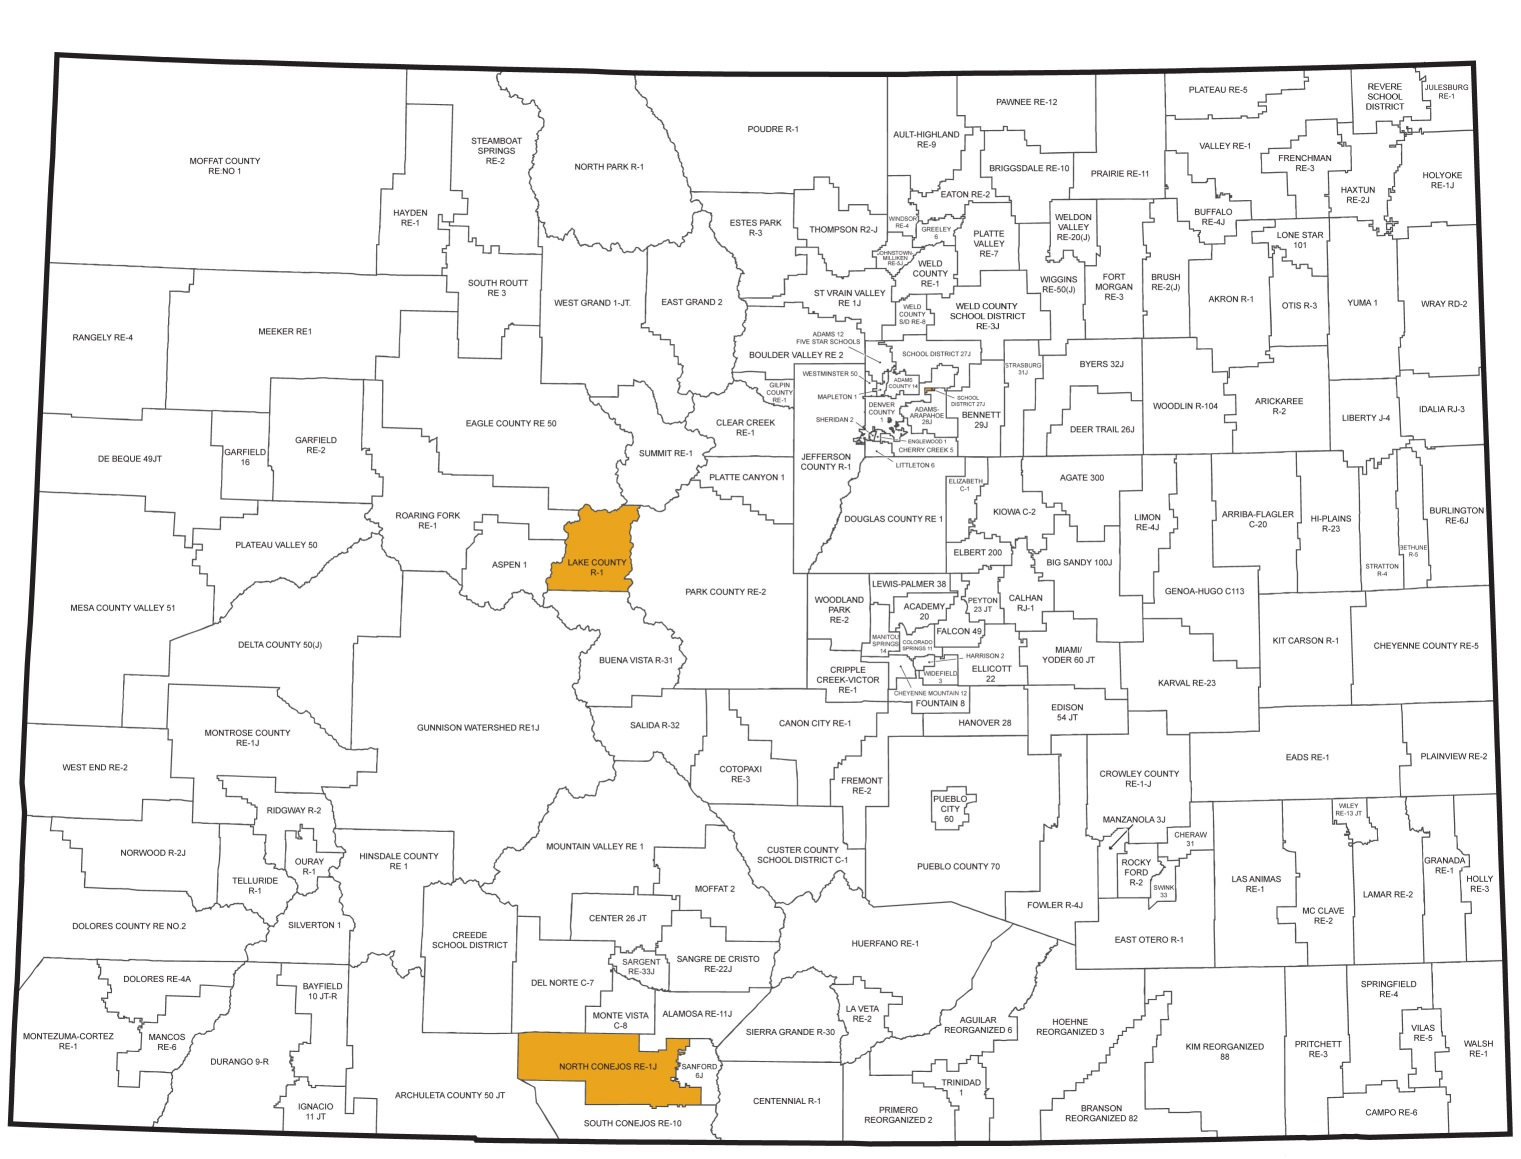 PLATEAU RE-5
REVERE
SCHOOL
DISTRICT
JULESBURG
RE-1
PAWNEE RE-12
POUDRE R-1
AULT-HIGHLAND
RE-9
STEAMBOAT
SPRINGS
RE-2
MOFFAT COUNTY
RE:NO 1
NORTH PARK R-1
BRIGGSDALE RE-10
PRAIRIE RE-11
VALLEY RE-1
FRENCHMAN
RE-3
HAXTUN
RE-2J
HOLYOKE
RE-1J
EATON RE-2
HAYDEN
RE-1
ESTES PARK
R-3
THOMPSON R2-J
WINDSOR
RE-4
GREELEY
6
PLATTE
VALLEY
RE-7
WELDON
VALLEY
RE-20(J)
BUFFALO
RE-4J
LONE STAR
101
JOHNSTOWN-
MILLIKEN
RE-5J
WELD
COUNTY
RE-1
SOUTH ROUTT
RE 3
WEST GRAND 1-JT.
EAST GRAND 2
ST VRAIN VALLEY
RE 1J
WIGGINS
RE-50(J)
FORT
MORGAN
RE-3
BRUSH
RE-2(J)
AKRON R-1
OTIS R-3
YUMA 1
WRAY RD-2
WELD
COUNTY
S/D RE-8
WELD COUNTY
SCHOOL DISTRICT
RE-3J
RANGELY RE-4
MEEKER RE1
ADAMS 12
FIVE STAR SCHOOLS
BOULDER VALLEY RE 2
SCHOOL DISTRICT 27J
STRASBURG
31J
BYERS 32J
WESTMINSTER 50
ADAMS
COUNTY 14
GILPIN
COUNTY
RE-1
MAPLETON 1
SCHOOL
DISTRICT 27J
DENVER
COUNTY
1
ADAMS-
ARAPAHOE
28J
BENNETT
29J
SHERIDAN 2
WOODLIN R-104
ARICKAREE
R-2
LIBERTY J-4
IDALIA RJ-3
EAGLE COUNTY RE 50
CLEAR CREEK
RE-1
DEER TRAIL 26J
ENGLEWOOD 1
CHERRY CREEK 5
LITTLETON 6
GARFIELD
RE-2
GARFIELD
16
DE BEQUE 49JT
SUMMIT RE-1
JEFFERSON
COUNTY R-1
PLATTE CANYON 1
ELIZABETH
C-1
AGATE 300
KIOWA C-2
ROARING FORK
RE-1
DOUGLAS COUNTY RE 1
LIMON
RE-4J
ARRIBA-FLAGLER
C-20
HI-PLAINS
R-23
BURLINGTON
RE-6J
BETHUNE
R-5
STRATTON
R-4
PLATEAU VALLEY 50
ASPEN 1
LAKE COUNTY
R-1
ELBERT 200
BIG SANDY 100J
LEWIS-PALMER 38
PARK COUNTY RE-2
WOODLAND
PARK
RE-2
ACADEMY
20
PEYTON
23 JT
CALHAN
RJ-1
GENOA-HUGO C113
MESA COUNTY VALLEY 51
FALCON 49
MANITOU
SPRINGS
14
COLORADO
SPRINGS 11
DELTA COUNTY 50(J)
BUENA VISTA R-31
HARRISON 2
MIAMI/
YODER 60 JT
KIT CARSON R-1
CHEYENNE COUNTY RE-5
CRIPPLE
CREEK-VICTOR
RE-1
WIDEFIELD
3
ELLICOTT
22
KARVAL RE-23
CHEYENNE MOUNTAIN 12
FOUNTAIN 8
EDISON
54 JT
HANOVER 28
GUNNISON WATERSHED RE1J
SALIDA R-32
CANON CITY RE-1
MONTROSE COUNTY
RE-1J
WEST END RE-2
COTOPAXI
RE-3
FREMONT
RE-2
CROWLEY COUNTY
RE-1-J
EADS RE-1
PLAINVIEW RE-2
PUEBLO
CITY
60
RIDGWAY R-2
MANZANOLA 3J
WILEY
RE-13 JT
CHERAW
31
NORWOOD R-2J
OURAY
R-1
HINSDALE COUNTY
RE 1
MOUNTAIN VALLEY RE 1
CUSTER COUNTY
SCHOOL DISTRICT C-1
PUEBLO COUNTY 70
ROCKY
FORD
R-2
SWINK
33
LAS ANIMAS
RE-1
LAMAR RE-2
GRANADA
RE-1
HOLLY
RE-3
TELLURIDE
R-1
MOFFAT 2
FOWLER R-4J
MC CLAVE
RE-2
DOLORES COUNTY RE NO.2
SILVERTON 1
CREEDE
SCHOOL DISTRICT
CENTER 26 JT
HUERFANO RE-1
EAST OTERO R-1
SARGENT
RE-33J
SANGRE DE CRISTO
RE-22J
DOLORES RE-4A
BAYFIELD
10 JT-R
DEL NORTE C-7
SPRINGFIELD
RE-4
MONTE VISTA
C-8
ALAMOSA RE-11J
LA VETA
RE-2
SIERRA GRANDE R-30
AGUILAR
REORGANIZED 6
HOEHNE
REORGANIZED 3
VILAS
RE-5
MONTEZUMA-CORTEZ
RE-1
MANCOS
RE-6
DURANGO 9-R
NORTH CONEJOS RE-1J
SANFORD
6J
KIM REORGANIZED
88
PRITCHETT
RE-3
WALSH
RE-1
TRINIDAD
1
IGNACIO
11 JT
ARCHULETA COUNTY 50 JT
CENTENNIAL R-1
PRIMERO
REORGANIZED 2
BRANSON
REORGANIZED 82
CAMPO RE-6
SOUTH CONEJOS RE-10